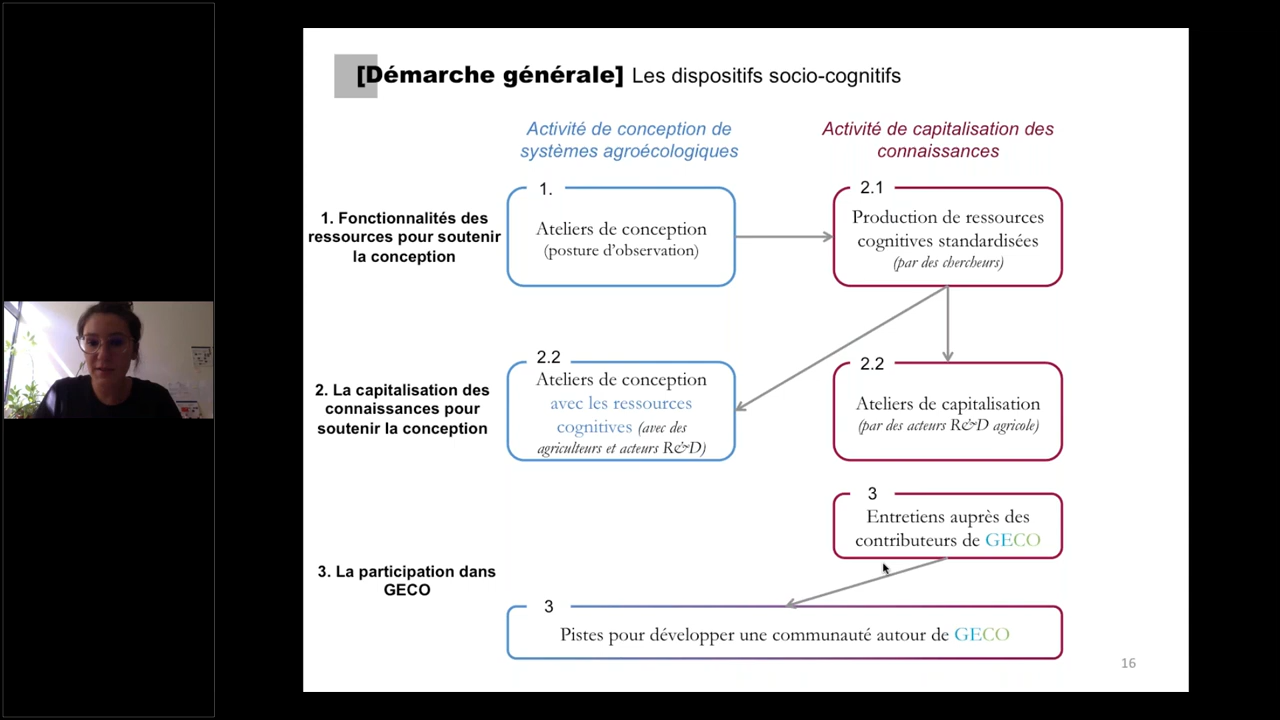 [Démarche générale] Les dispositifs socio-cognitifs
Activité de conception de
systèmes agroécologiques
Activité de capitalisation des
connaissances
1. Fonctionnalités des
ressources pour soutenir
la conception
1.
Ateliers de conception
(posture d'observation)
2.1
Production de ressources
cognitives standardisées
(par des chercheurs)
2. La capitalisation des
connaissances pour
soutenir la conception
2.2
Ateliers de conception
avec les ressources
cognitives (avec des
agriculteurs et acteurs R&D)
2.2
Ateliers de capitalisation
(par des acteurs R&D agricole)
3
Entretiens auprès des
contributeurs de GECO
3. La participation dans
GECO
3
Pistes pour développer une communauté autour de GECO
16